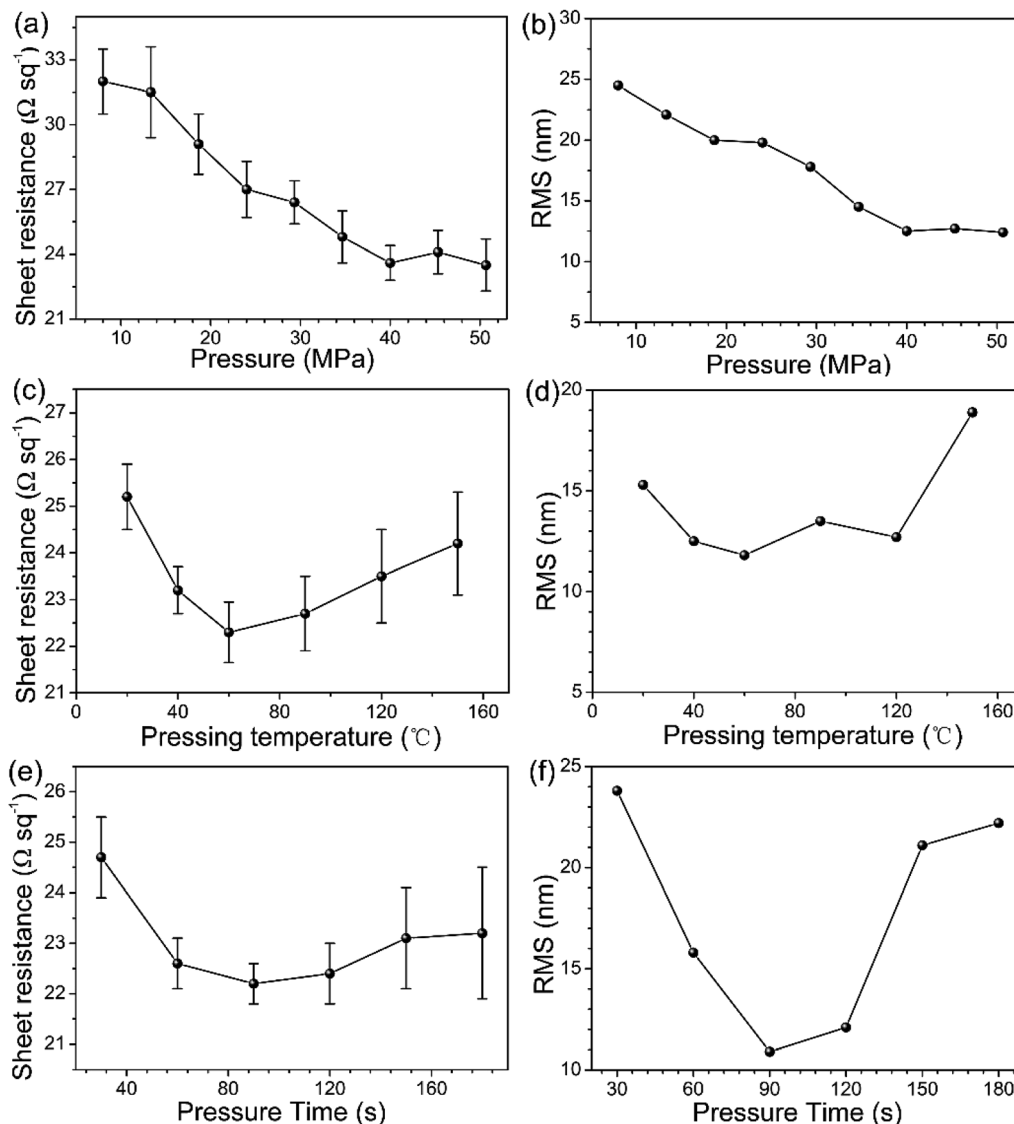 (a)
33
30
27
24
21
Sheet resistance (Ω sq⁻¹)
10 20 30 40 50
Pressure (MPa)
(b)
30
25
20
15
10
5
RMS (nm)
10 20 30 40 50
Pressure (MPa)
(c)
27
26
25
24
23
22
21
Sheet resistance (Ω sq⁻¹)
0 40 80 120 160
Pressing temperature (℃)
(d)
20
15
10
5
RMS (nm)
0 40 80 120 160
Pressing temperature (℃)
(e)
26
25
24
23
22
21
Sheet resistance (Ω sq⁻¹)
40 80 120 160
Pressure Time (s)
(f)
25
20
15
10
RMS (nm)
30 60 90 120 150 180
Pressure Time (s)